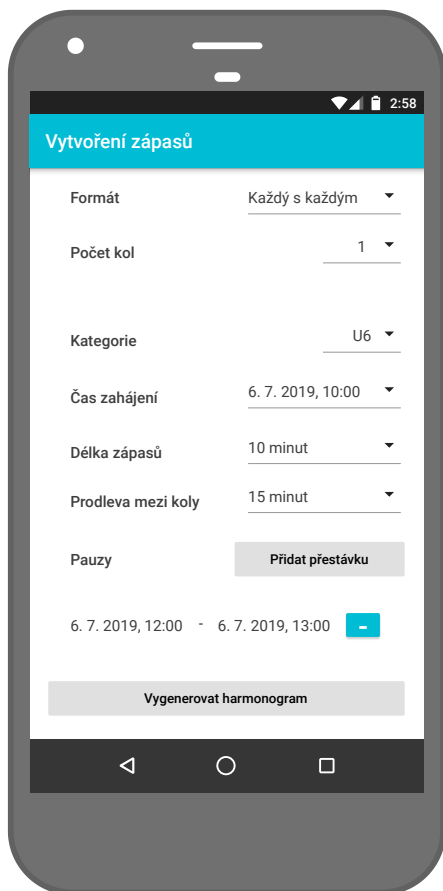 2:58
Vytvoření zápasů
Formát Každý s každým
Počet kol 1
Kategorie U6
Čas zahájení 6. 7. 2019, 10:00
Délka zápasů 10 minut
Prodleva mezi koly 15 minut
Pauzy Přidat přestávku
6. 7. 2019, 12:00 - 6. 7. 2019, 13:00 -
Vygenerovat harmonogram